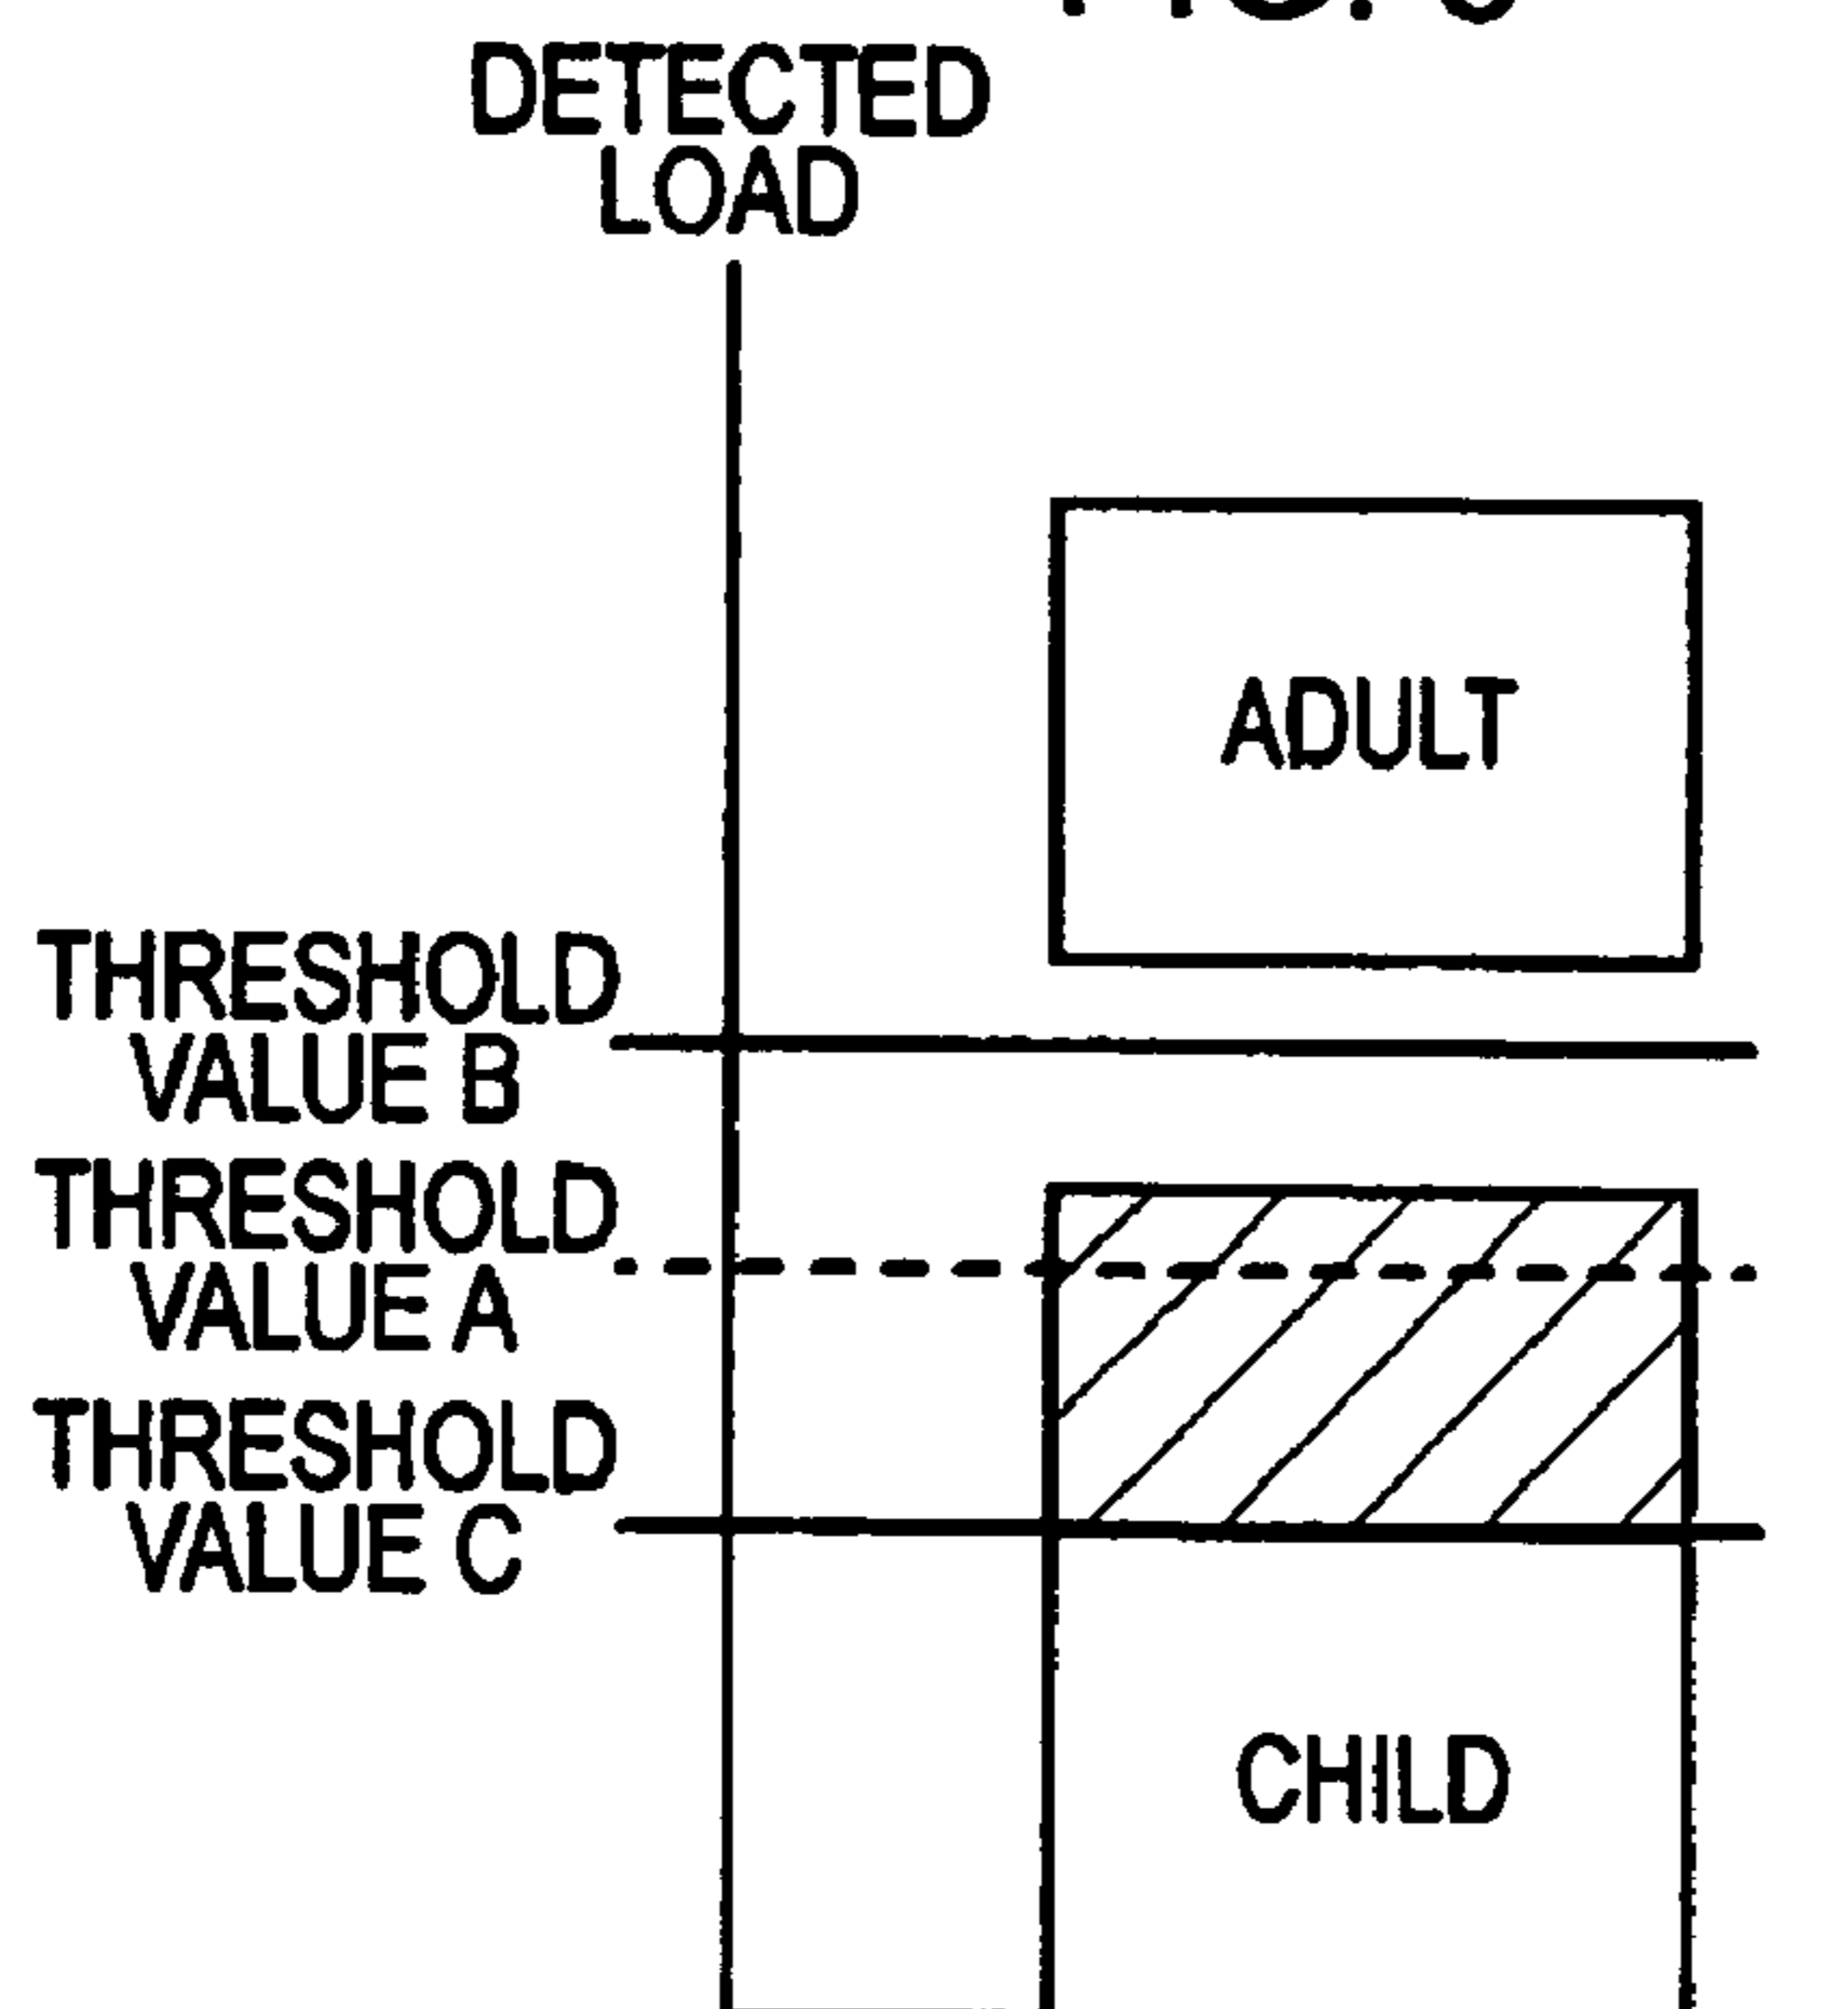 DETECTED
LOAD
ADULT
THRESHOLD
VALUE B
THRESHOLD
VALUE A
THRESHOLD
VALUE C
CHILD